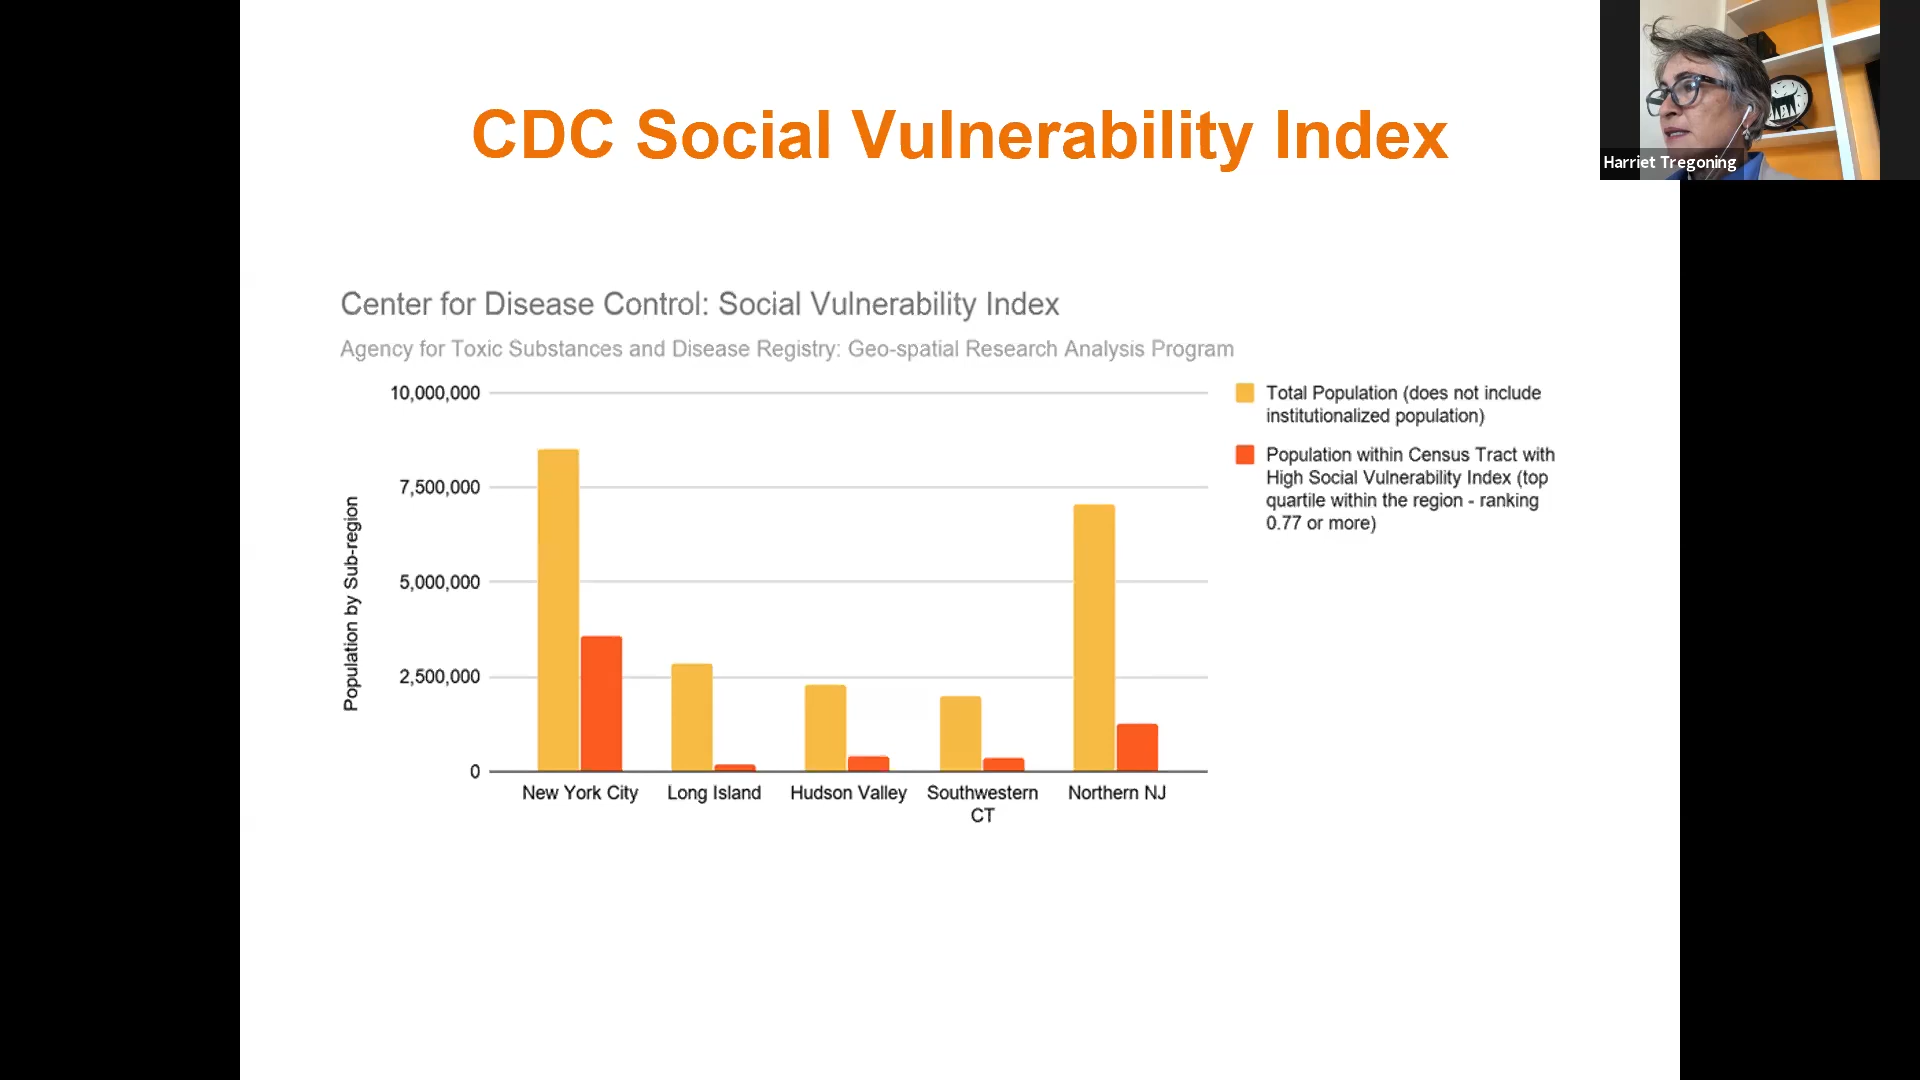 CDC Social Vulnerability Index
Harriet Tregoning
Center for Disease Control: Social Vulnerability Index
Agency for Toxic Substances and Disease Registry: Geo-spatial Research Analysis Program
10,000,000
7,500,000
5,000,000
2,500,000
0
Population by Sub-region
New York City
Long Island
Hudson Valley
Southwestern
CT
Northern NJ
Total Population (does not include
institutionalized population)
Population within Census Tract with
High Social Vulnerability Index (top
quartile within the region - ranking
0.77 or more)